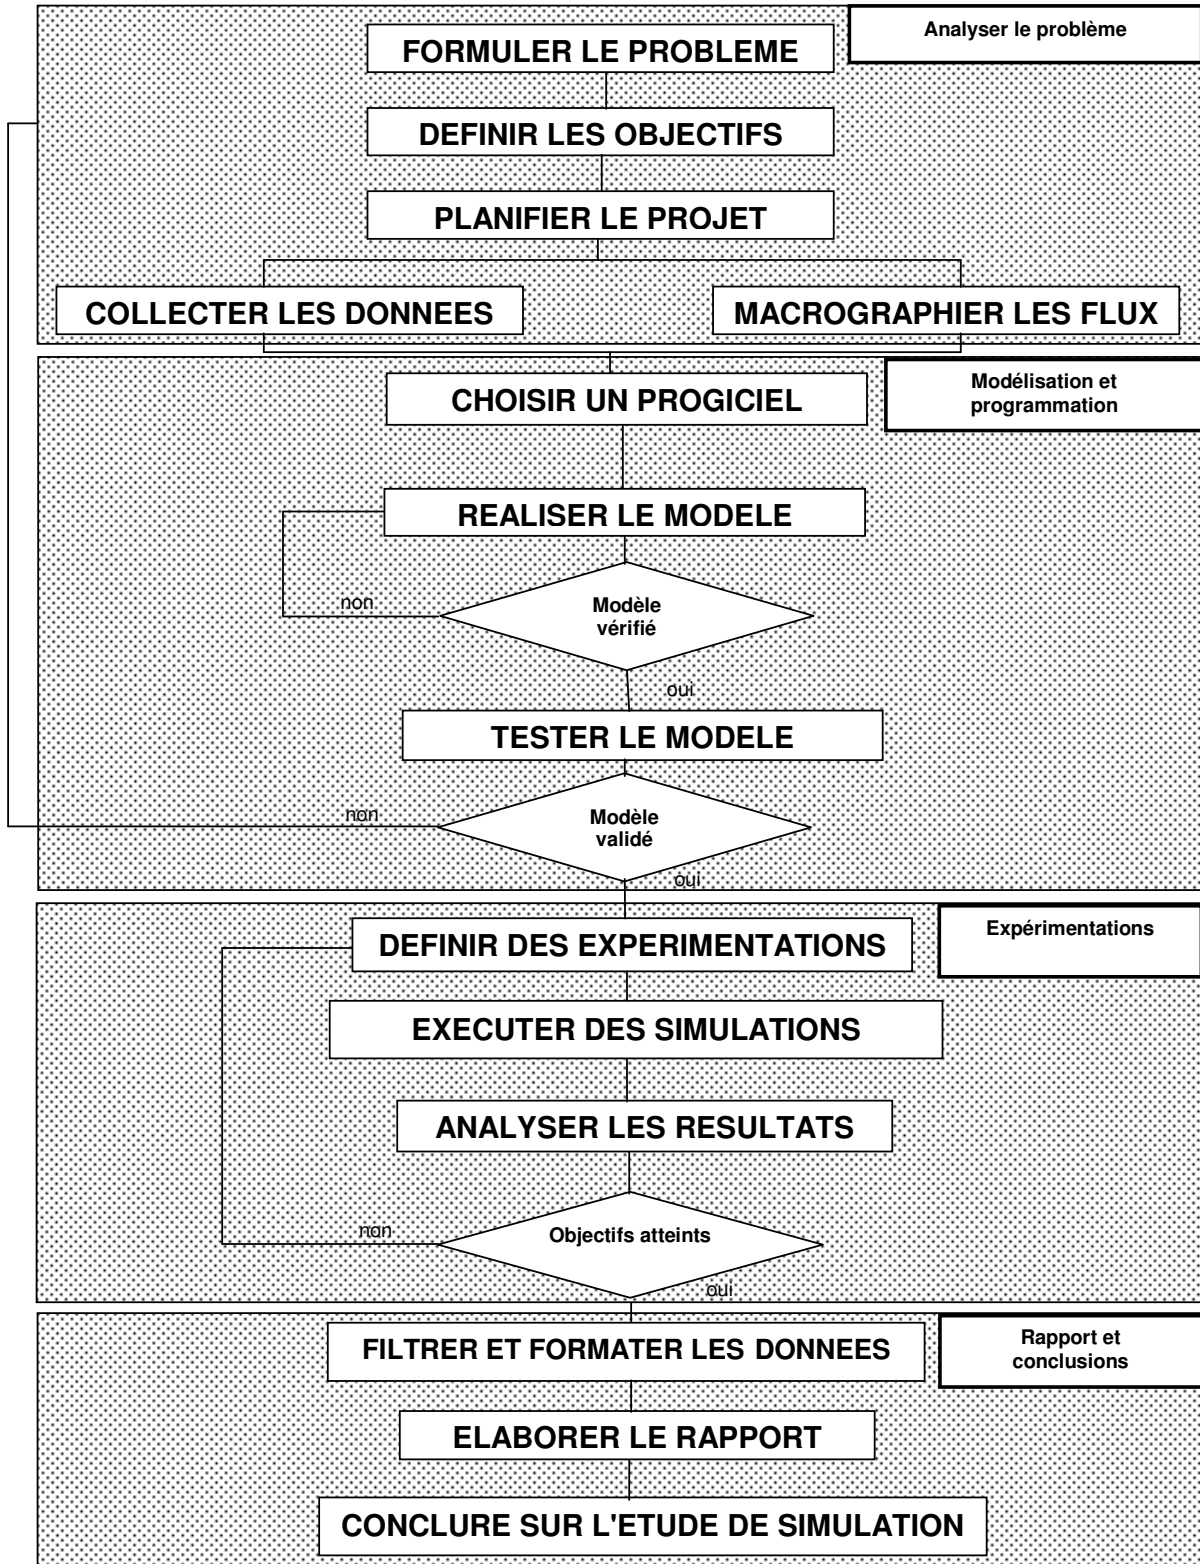 Analyser le problème
FORMULER LE PROBLEME
DEFINIR LES OBJECTIFS
PLANIFIER LE PROJET
COLLECTER LES DONNEES
MACROGRAPHIER LES FLUX
Modélisation et
programmation
CHOISIR UN PROGICIEL
REALISER LE MODELE
non
Modèle
vérifié
oui
TESTER LE MODELE
non
Modèle
validé
oui
Expérimentations
DEFINIR DES EXPERIMENTATIONS
EXECUTER DES SIMULATIONS
ANALYSER LES RESULTATS
non
Objectifs atteints
oui
Rapport et
conclusions
FILTRER ET FORMATER LES DONNEES
ELABORER LE RAPPORT
CONCLURE SUR L'ETUDE DE SIMULATION